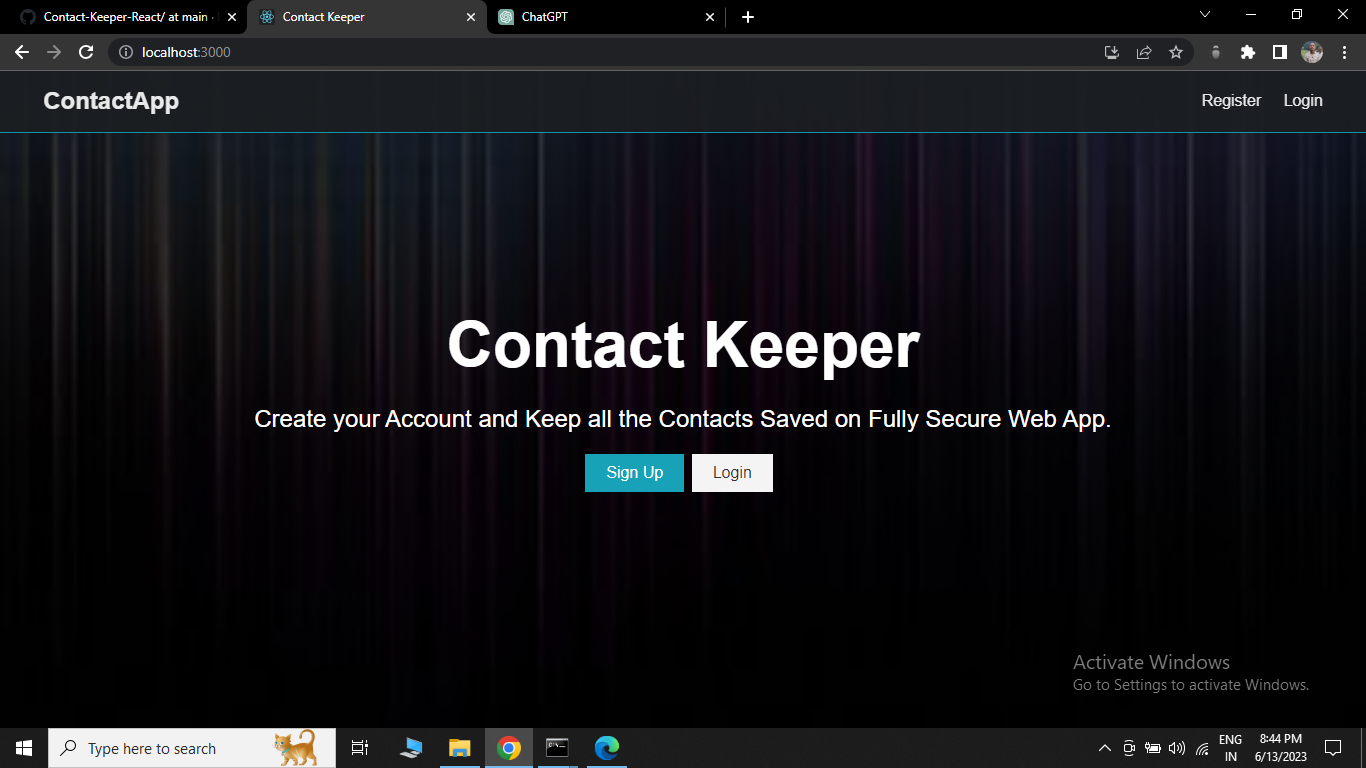 Contact-Keeper-React/ at main ·
Contact Keeper
ChatGPT
localhost:3000
ContactApp
Register
Login
Contact Keeper
Create your Account and Keep all the Contacts Saved on Fully Secure Web App.
Sign Up
Login
Activate Windows
Go to Settings to activate Windows.
Type here to search
ENG
IN
8:44 PM
6/13/2023